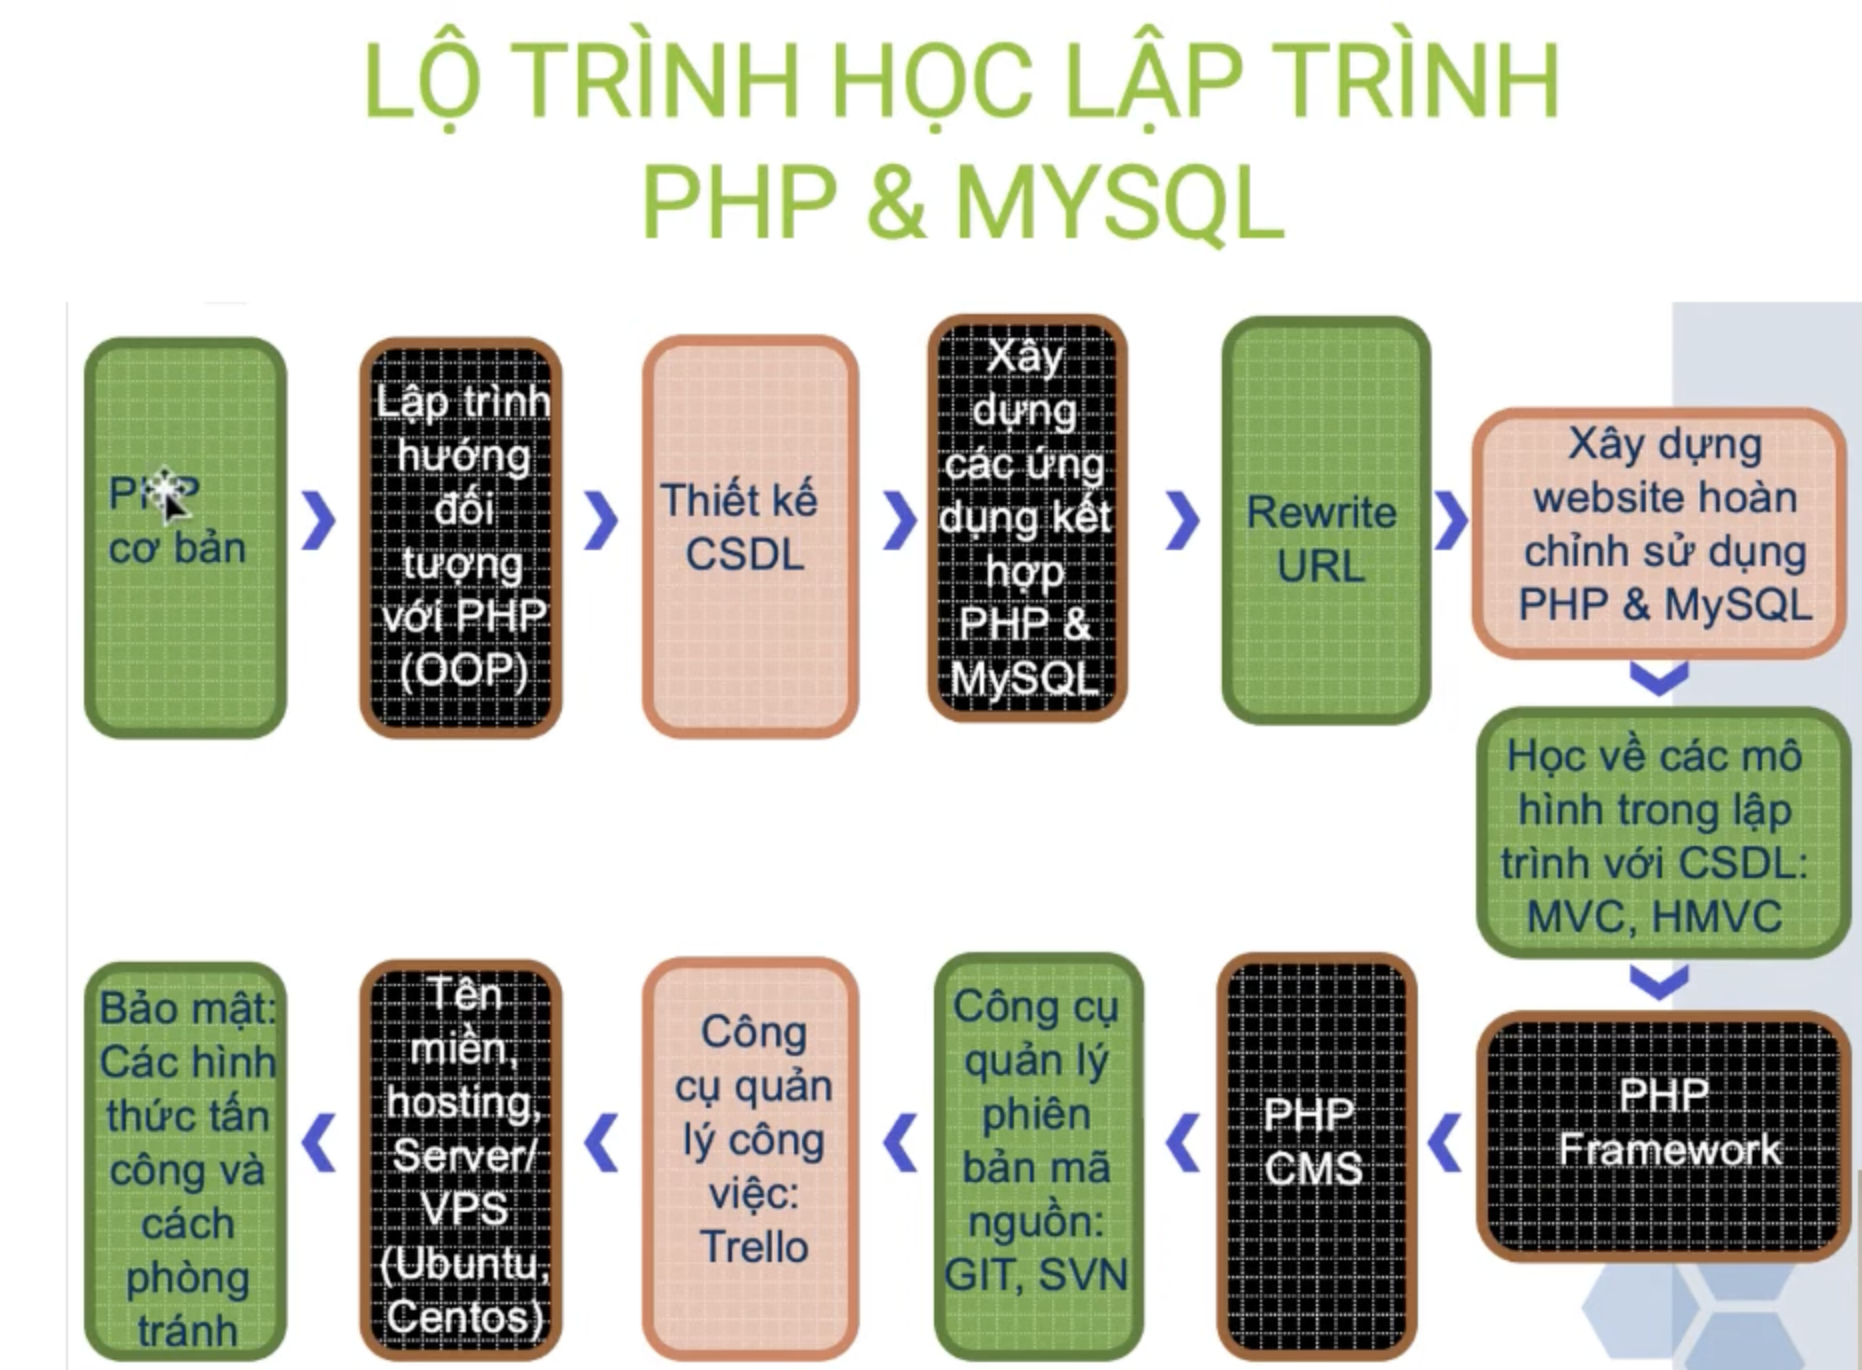 LỘ TRÌNH HỌC LẬP TRÌNH
PHP & MYSQL
PHP
cơ bản
Lập trình
hướng
đối
tượng
với PHP
(OOP)
Thiết kế
CSDL
Xây
dựng
các ứng
dụng kết
hợp
PHP &
MySQL
Rewrite
URL
Xây dựng
website hoàn
chỉnh sử dụng
PHP & MySQL
Học về các mô
hình trong lập
trình với CSDL:
MVC, HMVC
PHP
Framework
PHP
CMS
Công cụ
quản lý
phiên
bản mã
nguồn:
GIT, SVN
Công
cụ quản
lý công
việc:
Trello
Tên
miền,
hosting,
Server/
VPS
(Ubuntu,
Centos)
Bảo mật:
Các hình
thức tấn
công và
cách
phòng
tránh